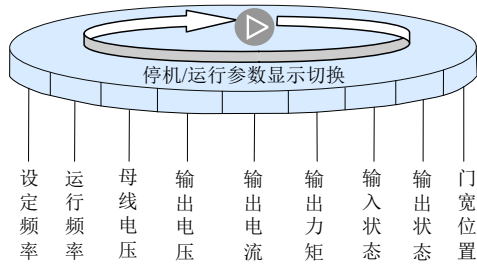 停机/运行参数显示切换
设定频率
运行频率
母线电压
输出电压
输出电流
输出力矩
输入状态
输出状态
门宽位置